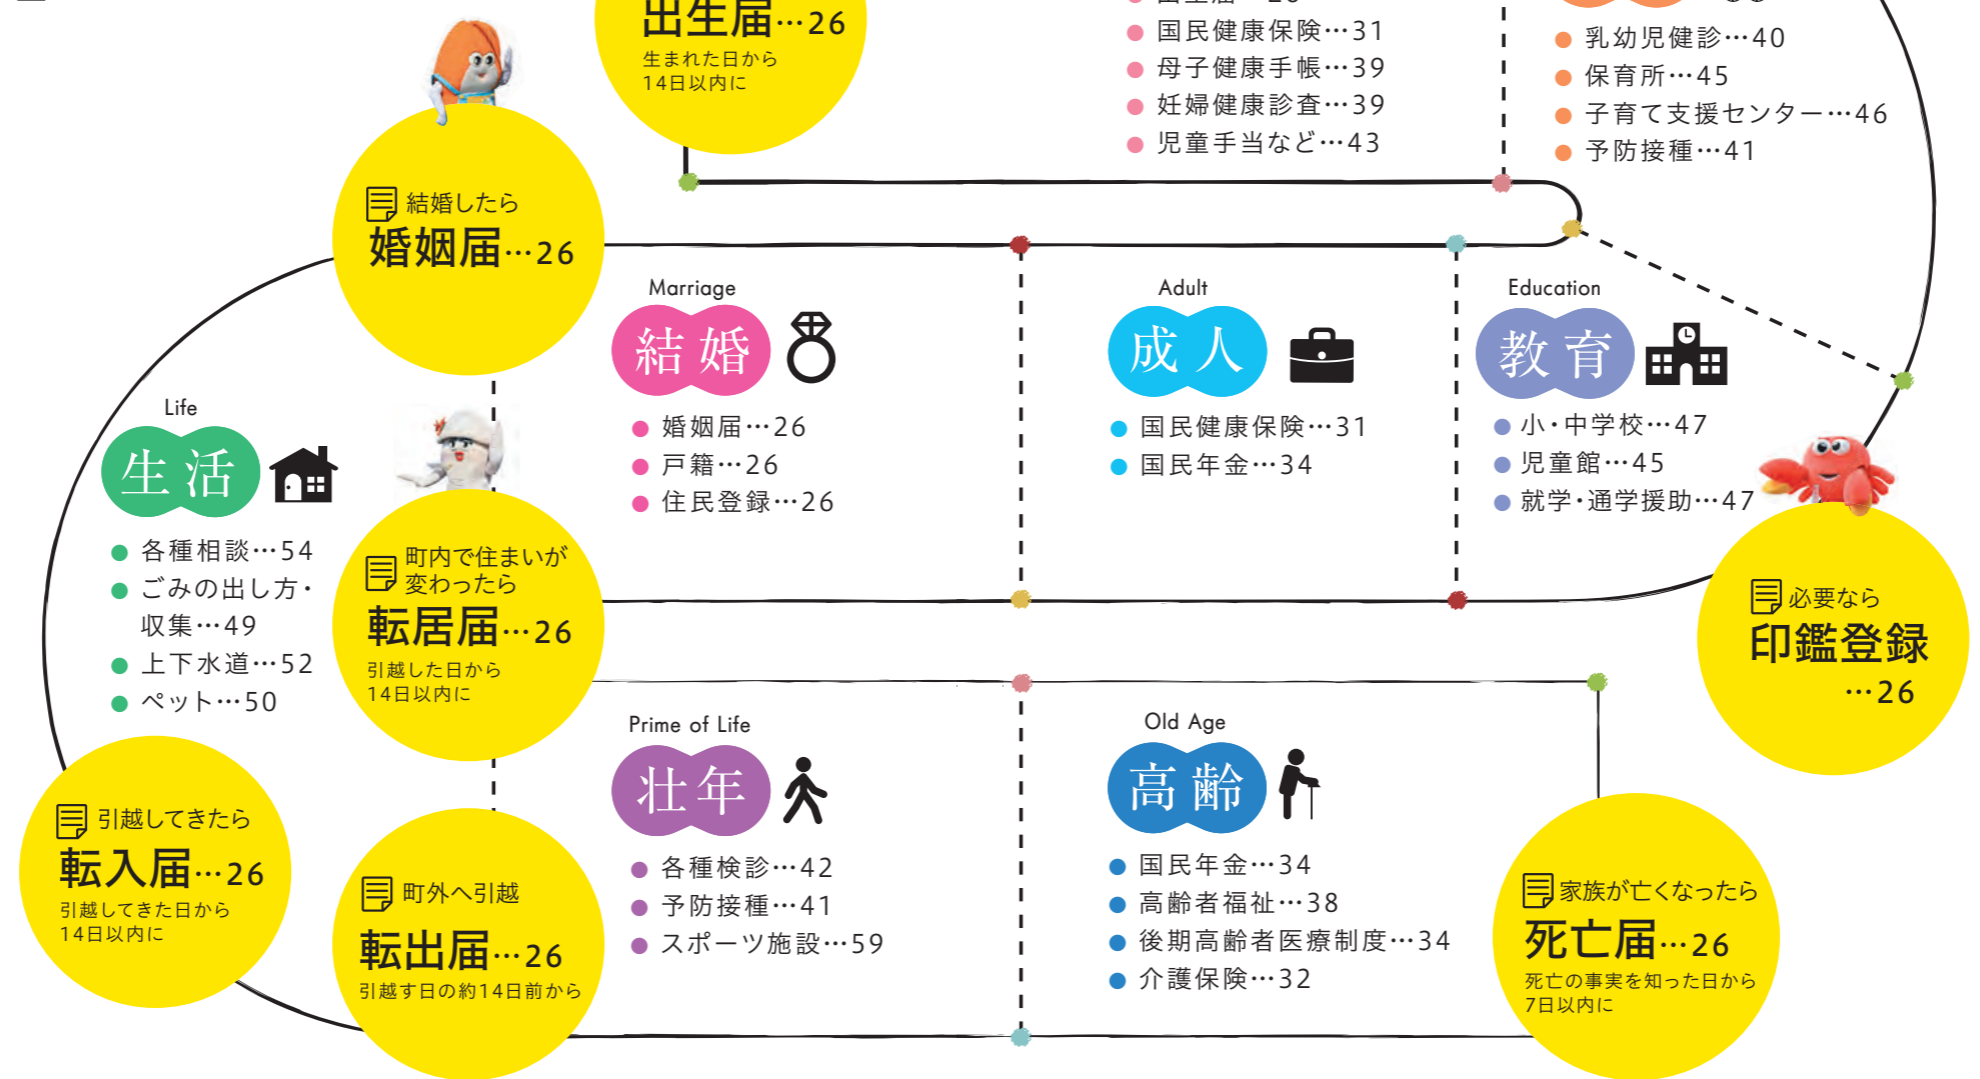 出生届…26
生まれた日から
14日以内に
国民健康保険…31
母子健康手帳…39
妊婦健康診査…39
児童手当など…43
乳幼児健診…40
保育所…45
子育て支援センター…46
予防接種…41
結婚したら
婚姻届…26
Marriage
結婚
婚姻届…26
戸籍…26
住民登録…26
Adult
成人
国民健康保険…31
国民年金…34
Education
教育
小・中学校…47
児童館…45
就学・通学援助…47
Life
生活
各種相談…54
ごみの出し方・
収集…49
上下水道…52
ペット…50
町内で住まいが
変わったら
転居届…26
引越した日から
14日以内に
必要なら
印鑑登録
…26
Prime of Life
壮年
各種検診…42
予防接種…41
スポーツ施設…59
Old Age
高齢
国民年金…34
高齢者福祉…38
後期高齢者医療制度…34
介護保険…32
引越してきたら
転入届…26
引越してきた日から
14日以内に
町外へ引越
転出届…26
引越す日の約14日前から
家族が亡くなったら
死亡届…26
死亡の事実を知った日から
7日以内に